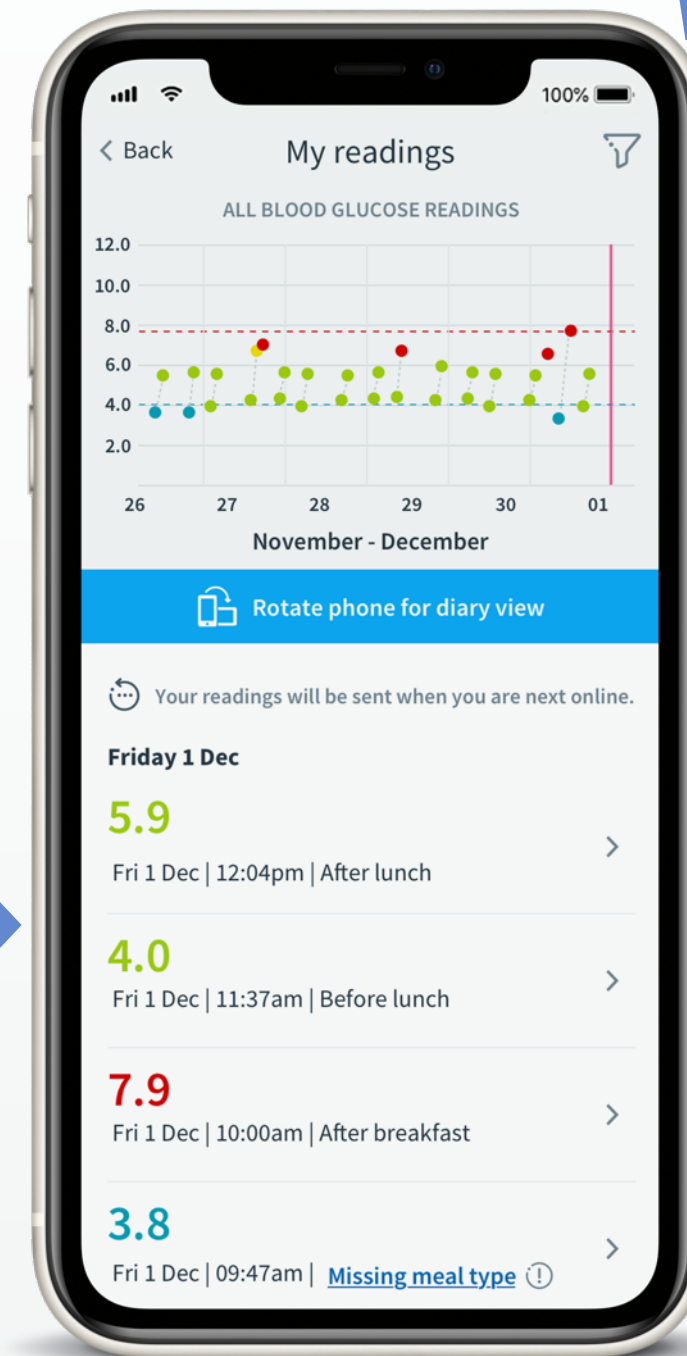 100%
Back
My readings
ALL BLOOD GLUCOSE READINGS
12.0
10.0
8.0
6.0
4.0
2.0
26 27 28 29 30 01
November - December
Rotate phone for diary view
Your readings will be sent when you are next online.
Friday 1 Dec
5.9
Fri 1 Dec | 12:04pm | After lunch
4.0
Fri 1 Dec | 11:37am | Before lunch
7.9
Fri 1 Dec | 10:00am | After breakfast
3.8
Fri 1 Dec | 09:47am | Missing meal type